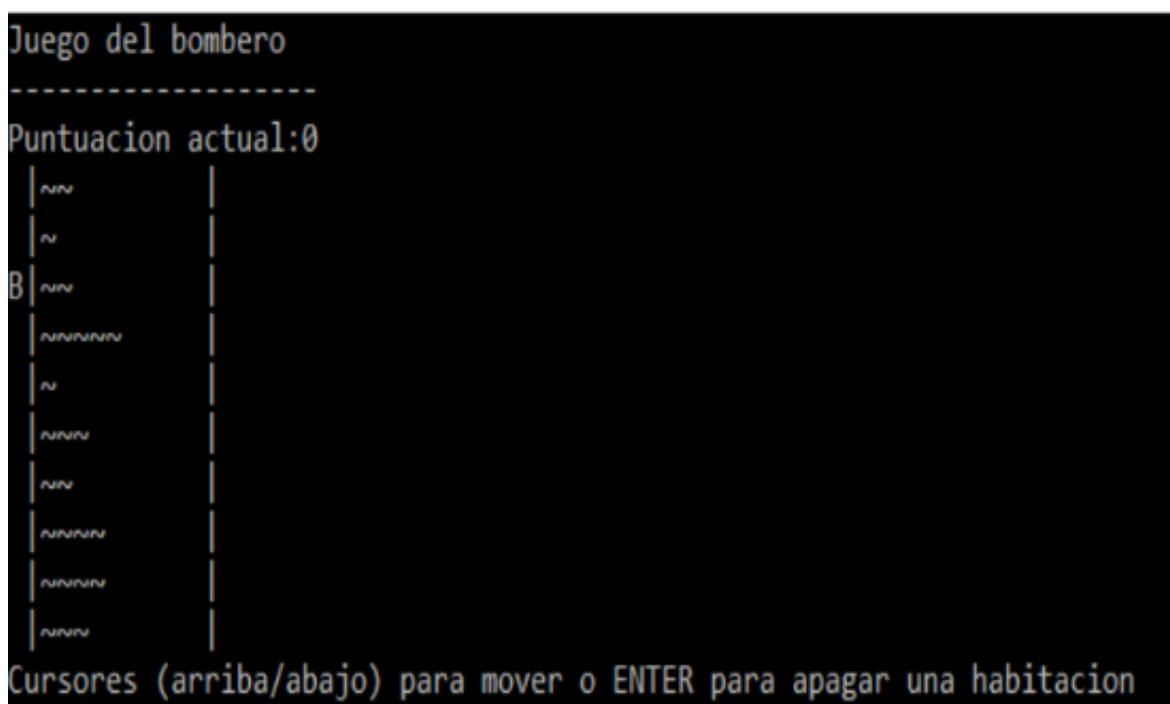 Juego del bombero
-------------------
Puntuacion actual:0
 |~~        |
 |~         |
B|~~        |
 |~~~~~     |
 |~         |
 |~~~       |
 |~~        |
 |~~~~      |
 |~~~~      |
 |~~~       |
Cursores (arriba/abajo) para mover o ENTER para apagar una habitacion